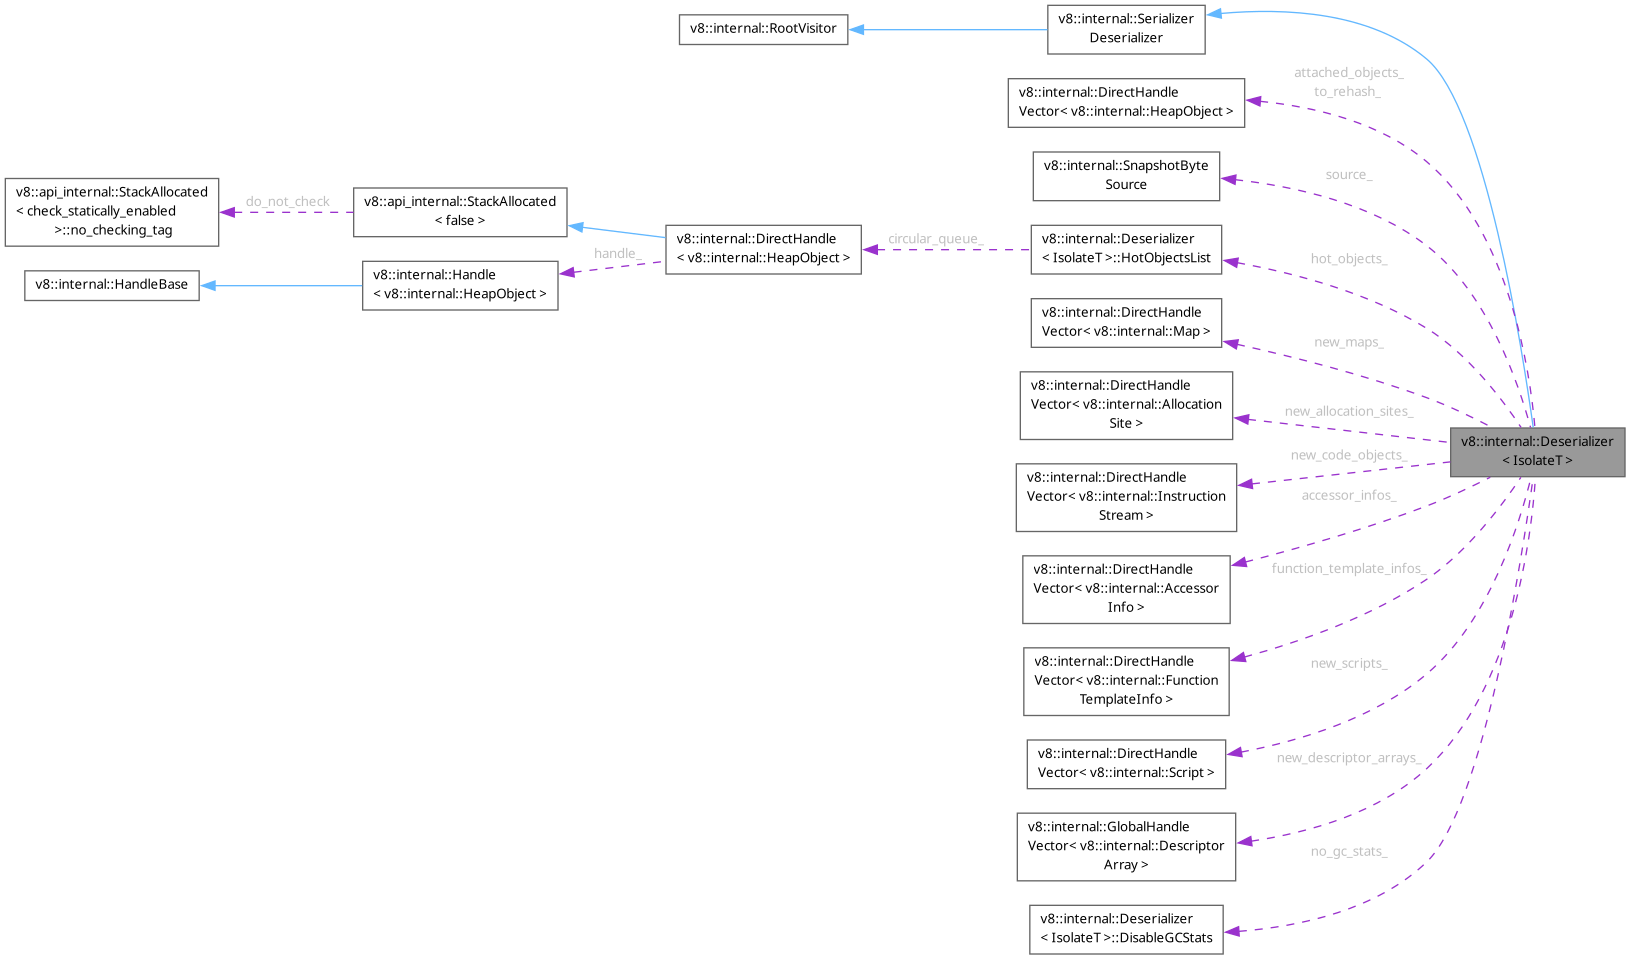 v8::internal::RootVisitor
v8::internal::Serializer
Deserializer
attached_objects_
to_rehash_
v8::internal::DirectHandle
Vector< v8::internal::HeapObject >
v8::internal::SnapshotByte
Source
source_
v8::api_internal::StackAllocated
< check_statically_enabled
>::no_checking_tag
do_not_check
v8::api_internal::StackAllocated
< false >
v8::internal::DirectHandle
< v8::internal::HeapObject >
circular_queue_
v8::internal::Deserializer
< IsolateT >::HotObjectsList
hot_objects_
handle_
v8::internal::HandleBase
v8::internal::Handle
< v8::internal::HeapObject >
v8::internal::DirectHandle
Vector< v8::internal::Map >
new_maps_
v8::internal::DirectHandle
Vector< v8::internal::Allocation
Site >
new_allocation_sites_
v8::internal::Deserializer
< IsolateT >
new_code_objects_
v8::internal::DirectHandle
Vector< v8::internal::Instruction
Stream >
accessor_infos_
v8::internal::DirectHandle
Vector< v8::internal::Accessor
Info >
function_template_infos_
v8::internal::DirectHandle
Vector< v8::internal::Function
TemplateInfo >
new_scripts_
v8::internal::DirectHandle
Vector< v8::internal::Script >
new_descriptor_arrays_
v8::internal::GlobalHandle
Vector< v8::internal::Descriptor
Array >
no_gc_stats_
v8::internal::Deserializer
< IsolateT >::DisableGCStats